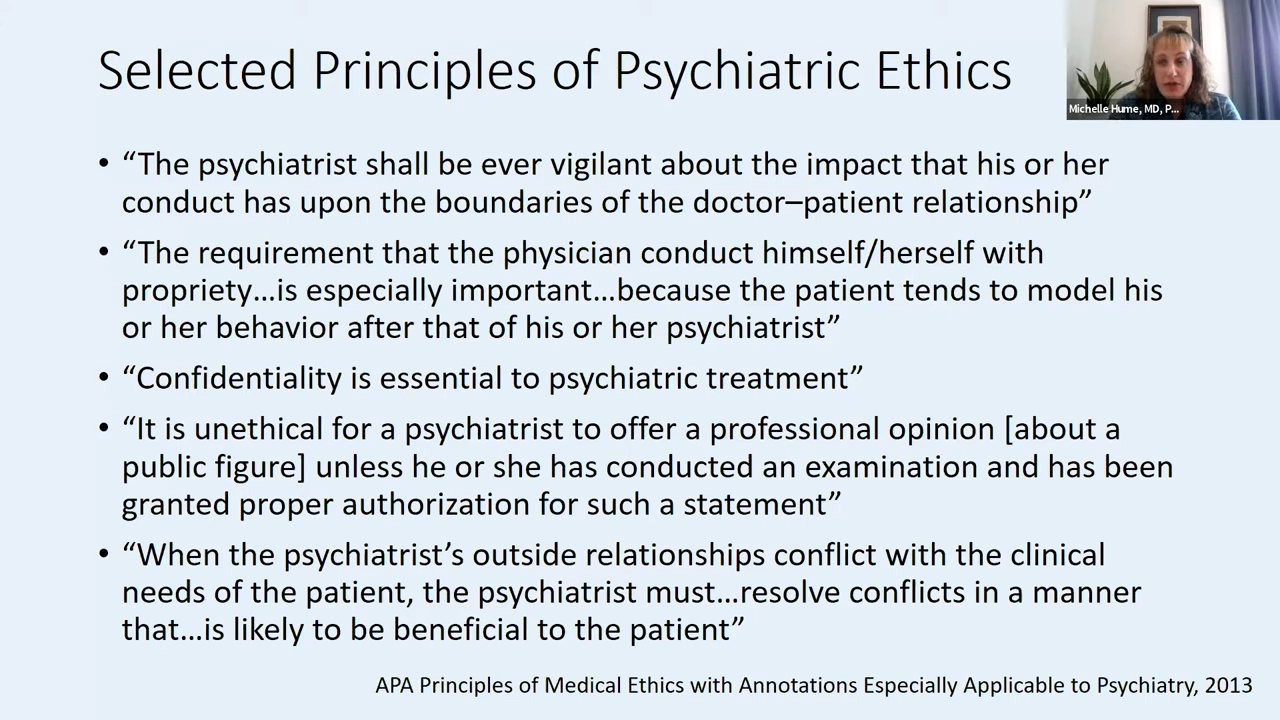 Selected Principles of Psychiatric Ethics
Michelle Hume, MD, P...
• “The psychiatrist shall be ever vigilant about the impact that his or her
conduct has upon the boundaries of the doctor–patient relationship”
• “The requirement that the physician conduct himself/herself with
propriety…is especially important…because the patient tends to model his
or her behavior after that of his or her psychiatrist”
• “Confidentiality is essential to psychiatric treatment”
• “It is unethical for a psychiatrist to offer a professional opinion [about a
public figure] unless he or she has conducted an examination and has been
granted proper authorization for such a statement”
• “When the psychiatrist’s outside relationships conflict with the clinical
needs of the patient, the psychiatrist must…resolve conflicts in a manner
that…is likely to be beneficial to the patient”
APA Principles of Medical Ethics with Annotations Especially Applicable to Psychiatry, 2013